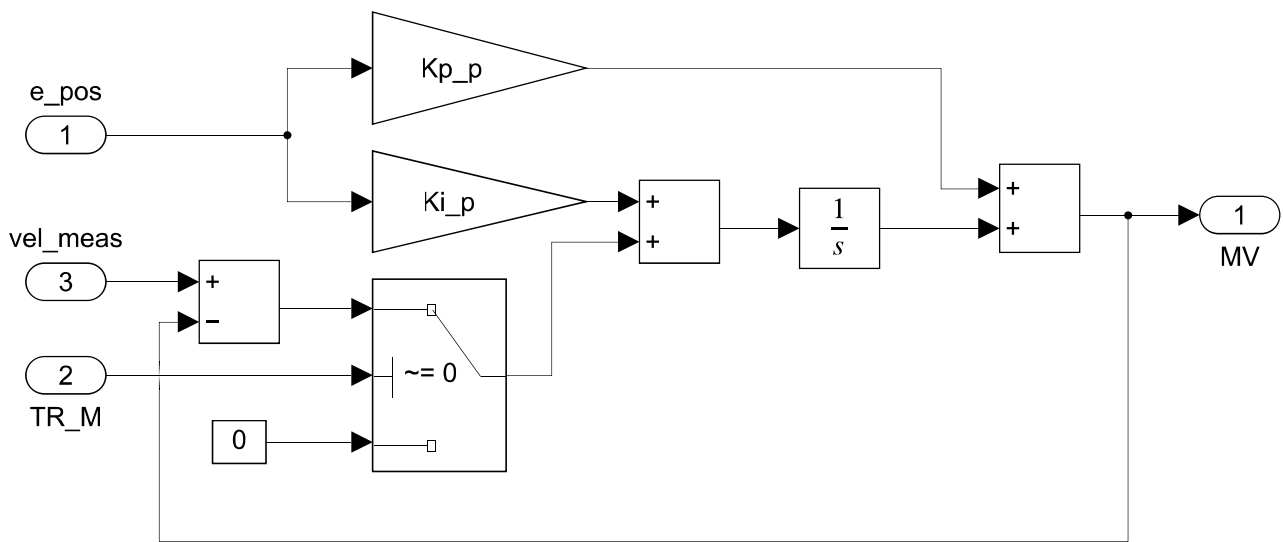 Kp_p
e_pos
1
Ki_p
+
+
1
s
+
+
1
MV
vel_meas
3
+
−
~= 0
2
TR_M
0